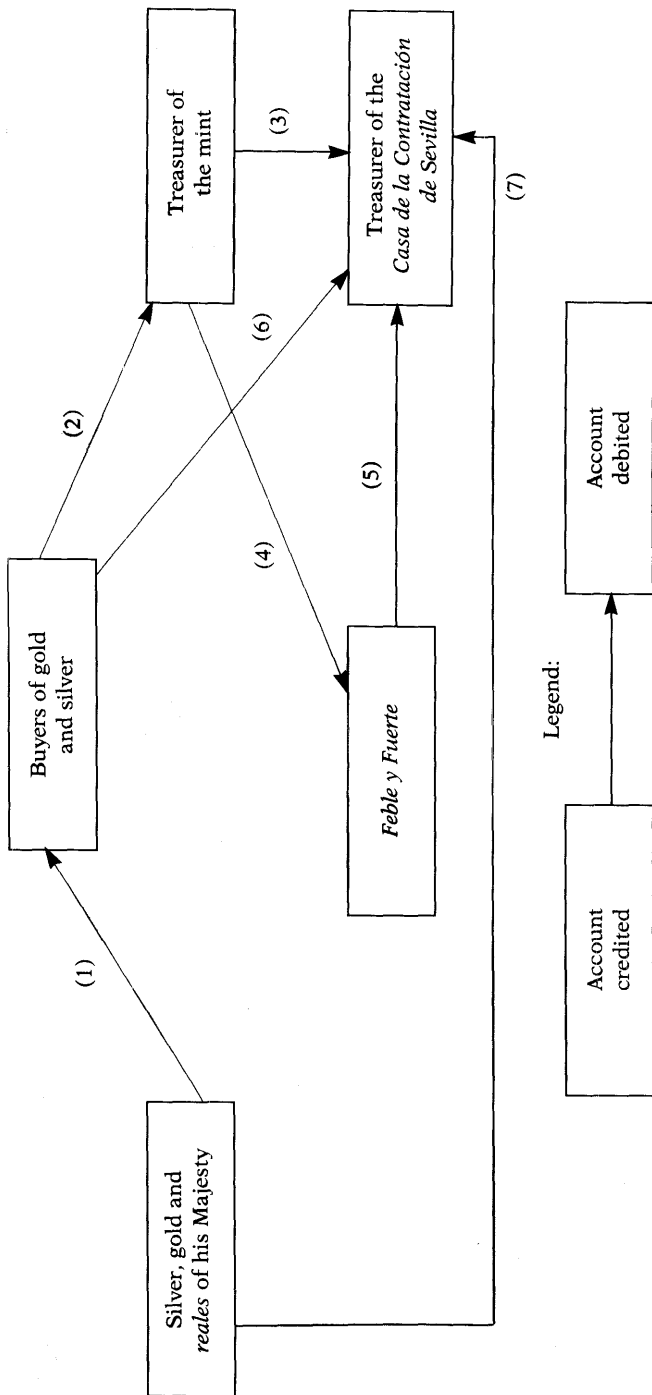 Silver, gold and
reales of his Majesty
(1)
Buyers of gold
and silver
(2)
Treasurer of
the mint
(3)
(6)
(4)
Feble y Fuerte
(5)
Treasurer of the
Casa de la Contratación
de Sevilla
(7)
Legend:
Account
credited
Account
debited